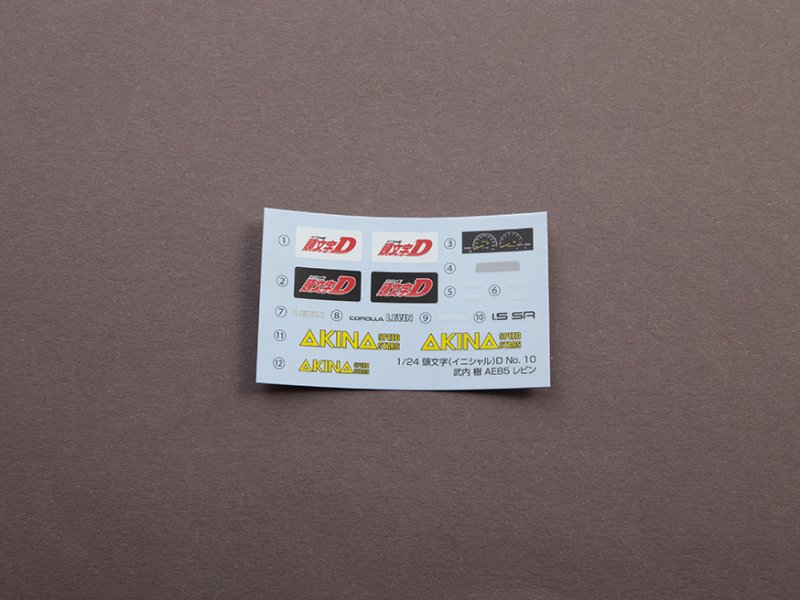 ① 頭文字D 頭文字D ③
④
② 頭文字D 頭文字D ⑤ ⑥
⑦ LEVIN ⑧ COROLLA LEVIN ⑨ TOYOTA ⑩ 1.5 SR
⑪ AKINA SPEED STARS AKINA SPEED STARS
1/24 頭文字(イニシャル)D No. 10
⑫ AKINA SPEED STARS 武内 樹 AE85 レビン